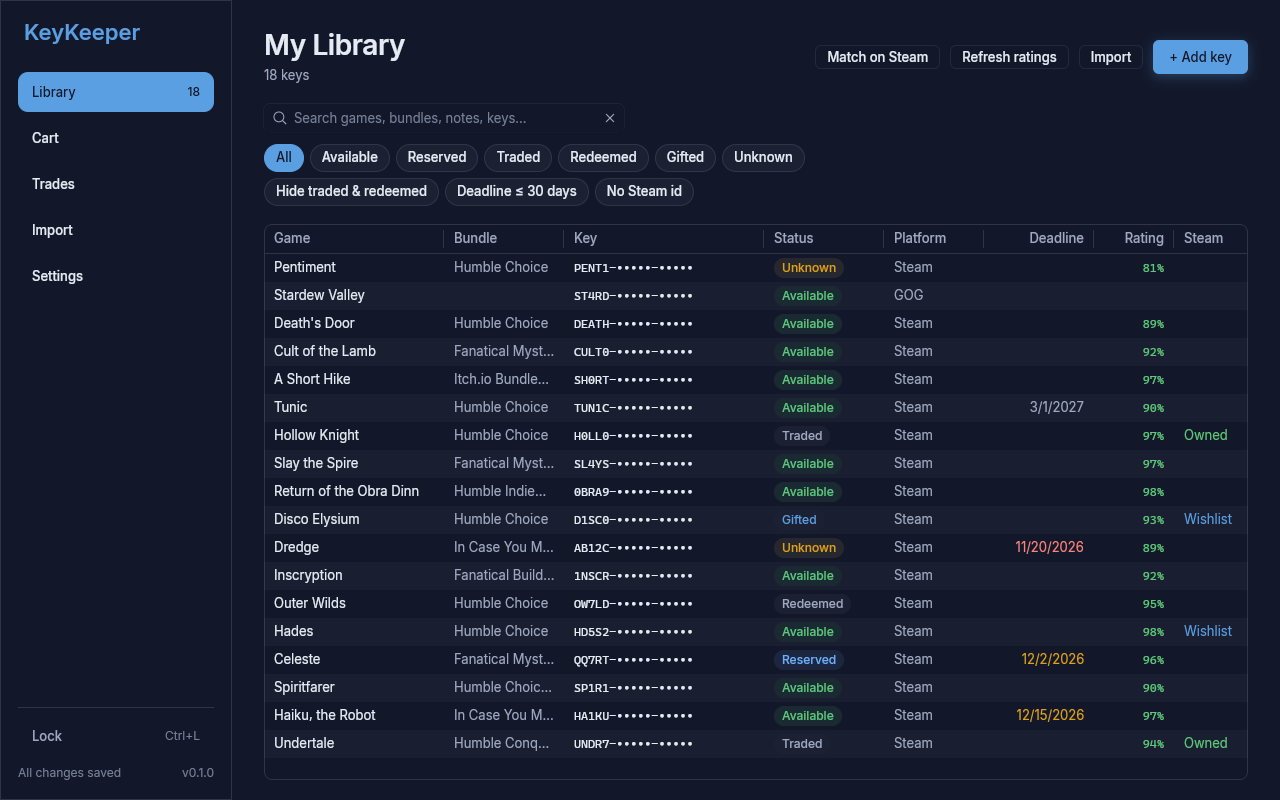 KeyKeeper
Library 18
Cart
Trades
Import
Settings
Lock Ctrl+L
All changes saved v0.1.0
My Library
18 keys
Match on Steam Refresh ratings Import + Add key
Search games, bundles, notes, keys...
All Available Reserved Traded Redeemed Gifted Unknown
Hide traded & redeemed Deadline ≤ 30 days No Steam id
Game Bundle Key Status Platform Deadline Rating Steam
Pentiment Humble Choice PENT1-•••••-••••• Unknown Steam 81%
Stardew Valley ST4RD-•••••-••••• Available GOG
Death's Door Humble Choice DEATH-•••••-••••• Available Steam 89%
Cult of the Lamb Fanatical Myst... CULT0-•••••-••••• Available Steam 92%
A Short Hike Itch.io Bundle... SH0RT-•••••-••••• Available Steam 97%
Tunic Humble Choice TUN1C-•••••-••••• Available Steam 3/1/2027 90%
Hollow Knight Humble Choice H0LL0-•••••-••••• Traded Steam 97% Owned
Slay the Spire Fanatical Myst... SL4YS-•••••-••••• Available Steam 97%
Return of the Obra Dinn Humble Indie... 0BRA9-•••••-••••• Available Steam 98%
Disco Elysium Humble Choice D1SC0-•••••-••••• Gifted Steam 93% Wishlist
Dredge In Case You M... AB12C-•••••-••••• Unknown Steam 11/20/2026 89%
Inscryption Fanatical Build... 1NSCR-•••••-••••• Available Steam 92%
Outer Wilds Humble Choice OW7LD-•••••-••••• Redeemed Steam 95%
Hades Humble Choice HD5S2-•••••-••••• Available Steam 98% Wishlist
Celeste Fanatical Myst... QQ7RT-•••••-••••• Reserved Steam 12/2/2026 96%
Spiritfarer Humble Choic... SP1R1-•••••-••••• Available Steam 90%
Haiku, the Robot In Case You M... HA1KU-•••••-••••• Available Steam 12/15/2026 97%
Undertale Humble Conq... UNDR7-•••••-••••• Traded Steam 94% Owned